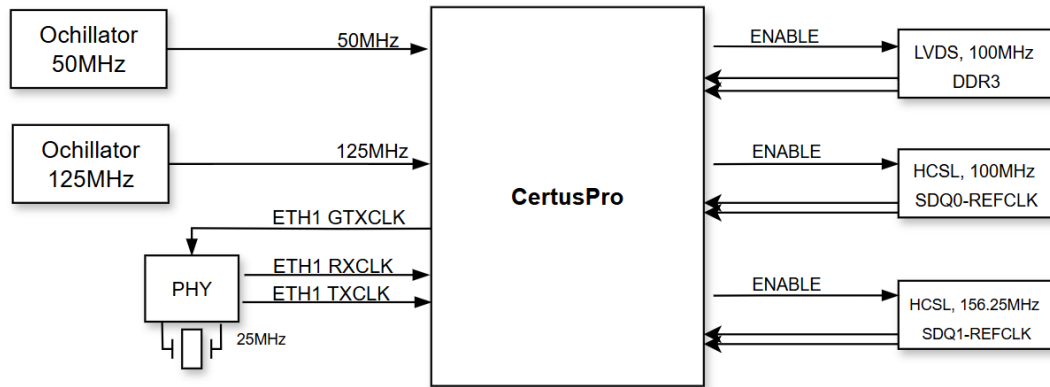 Ochillator
50MHz
50MHz
Ochillator
125MHz
125MHz
ETH1 GTXCLK
PHY
ETH1 RXCLK
ETH1 TXCLK
25MHz
CertusPro
ENABLE
LVDS, 100MHz
DDR3
ENABLE
HCSL, 100MHz
SDQ0-REFCLK
ENABLE
HCSL, 156.25MHz
SDQ1-REFCLK